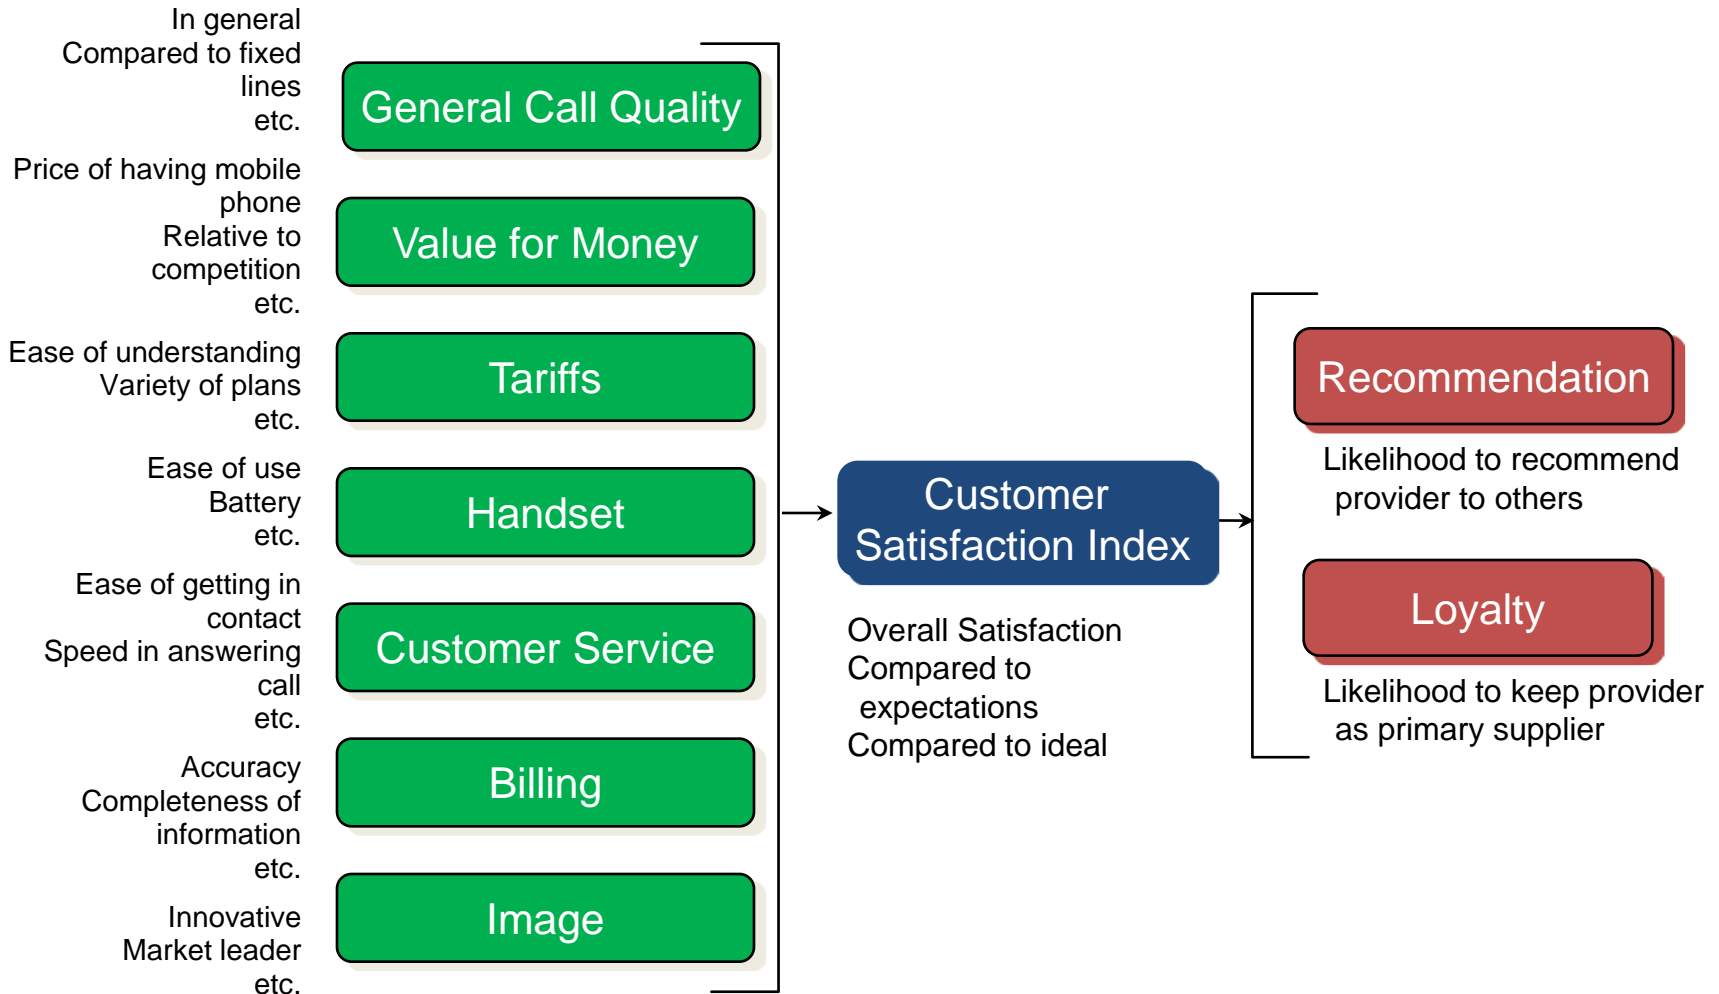 In general
Compared to fixed
lines
etc.
General Call Quality
Price of having mobile
phone
Relative to
competition
etc.
Value for Money
Ease of understanding
Variety of plans
etc.
Tariffs
Ease of use
Battery
etc.
Handset
Ease of getting in
contact
Speed in answering
call
etc.
Customer Service
Accuracy
Completeness of
information
etc.
Billing
Innovative
Market leader
etc.
Image
Customer
Satisfaction Index
Overall Satisfaction
Compared to
expectations
Compared to ideal
Recommendation
Likelihood to recommend
provider to others
Loyalty
Likelihood to keep provider
as primary supplier